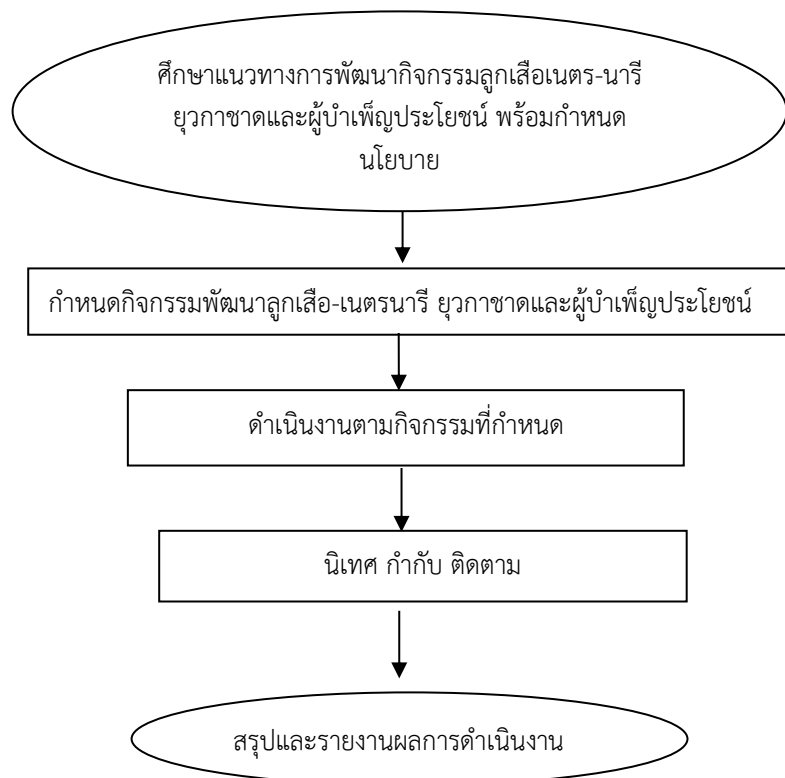 ศึกษาแนวทางการพัฒนากิจกรรมลูกเสือเนตร-นารี
ยุวกาชาดและผู้บำเพ็ญประโยชน์ พร้อมกำหนด
นโยบาย
กำหนดกิจกรรมพัฒนาลูกเสือ-เนตรนารี ยุวกาชาดและผู้บำเพ็ญประโยชน์
ดำเนินงานตามกิจกรรมที่กำหนด
นิเทศ กำกับ ติดตาม
สรุปและรายงานผลการดำเนินงาน